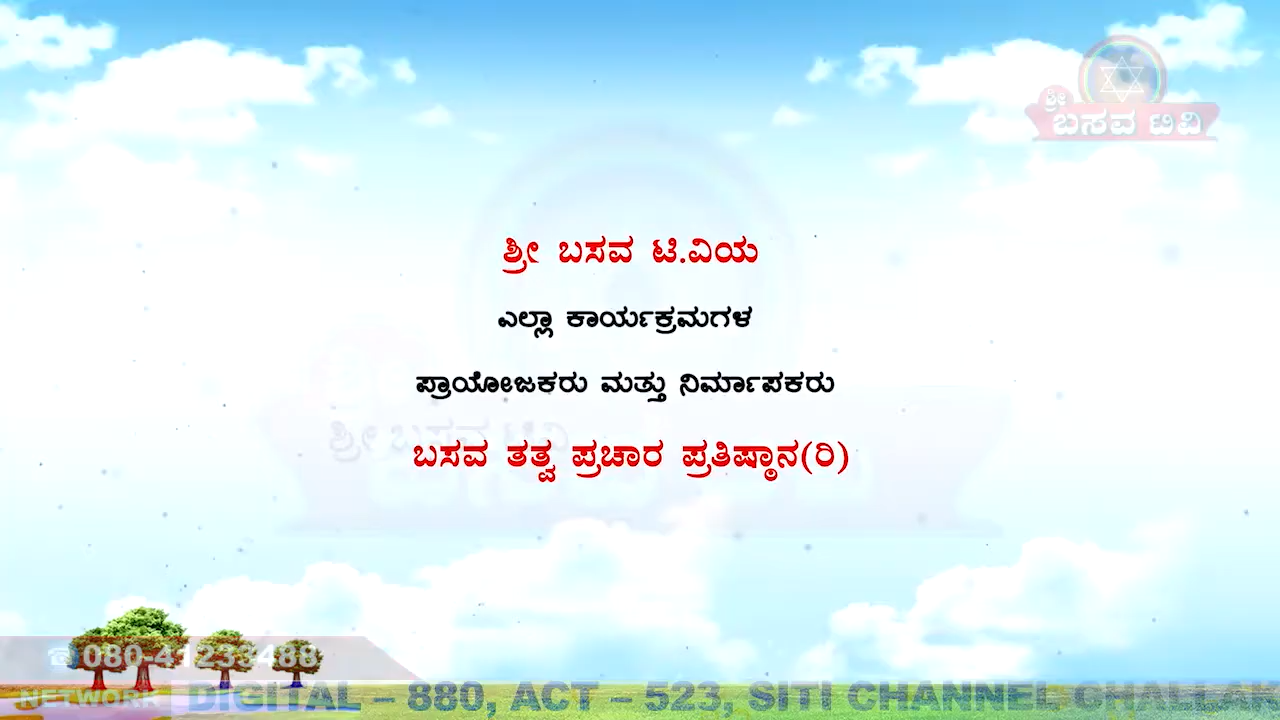 ಶ್ರೀ
ಬಸವ ಟಿವಿ
ಶ್ರೀ ಬಸವ ಟಿ.ವಿಯ
ಎಲ್ಲಾ ಕಾರ್ಯಕ್ರಮಗಳ
ಪ್ರಾಯೋಜಕರು ಮತ್ತು ನಿರ್ಮಾಪಕರು
ಶ್ರೀ ಬಸವ ಟಿವಿ
ಬಸವ ತತ್ವ ಪ್ರಚಾರ ಪ್ರತಿಷ್ಠಾನ(ರಿ)
080-41233488
NETWORK DIGITAL – 880, ACT – 523, SITI CHANNEL